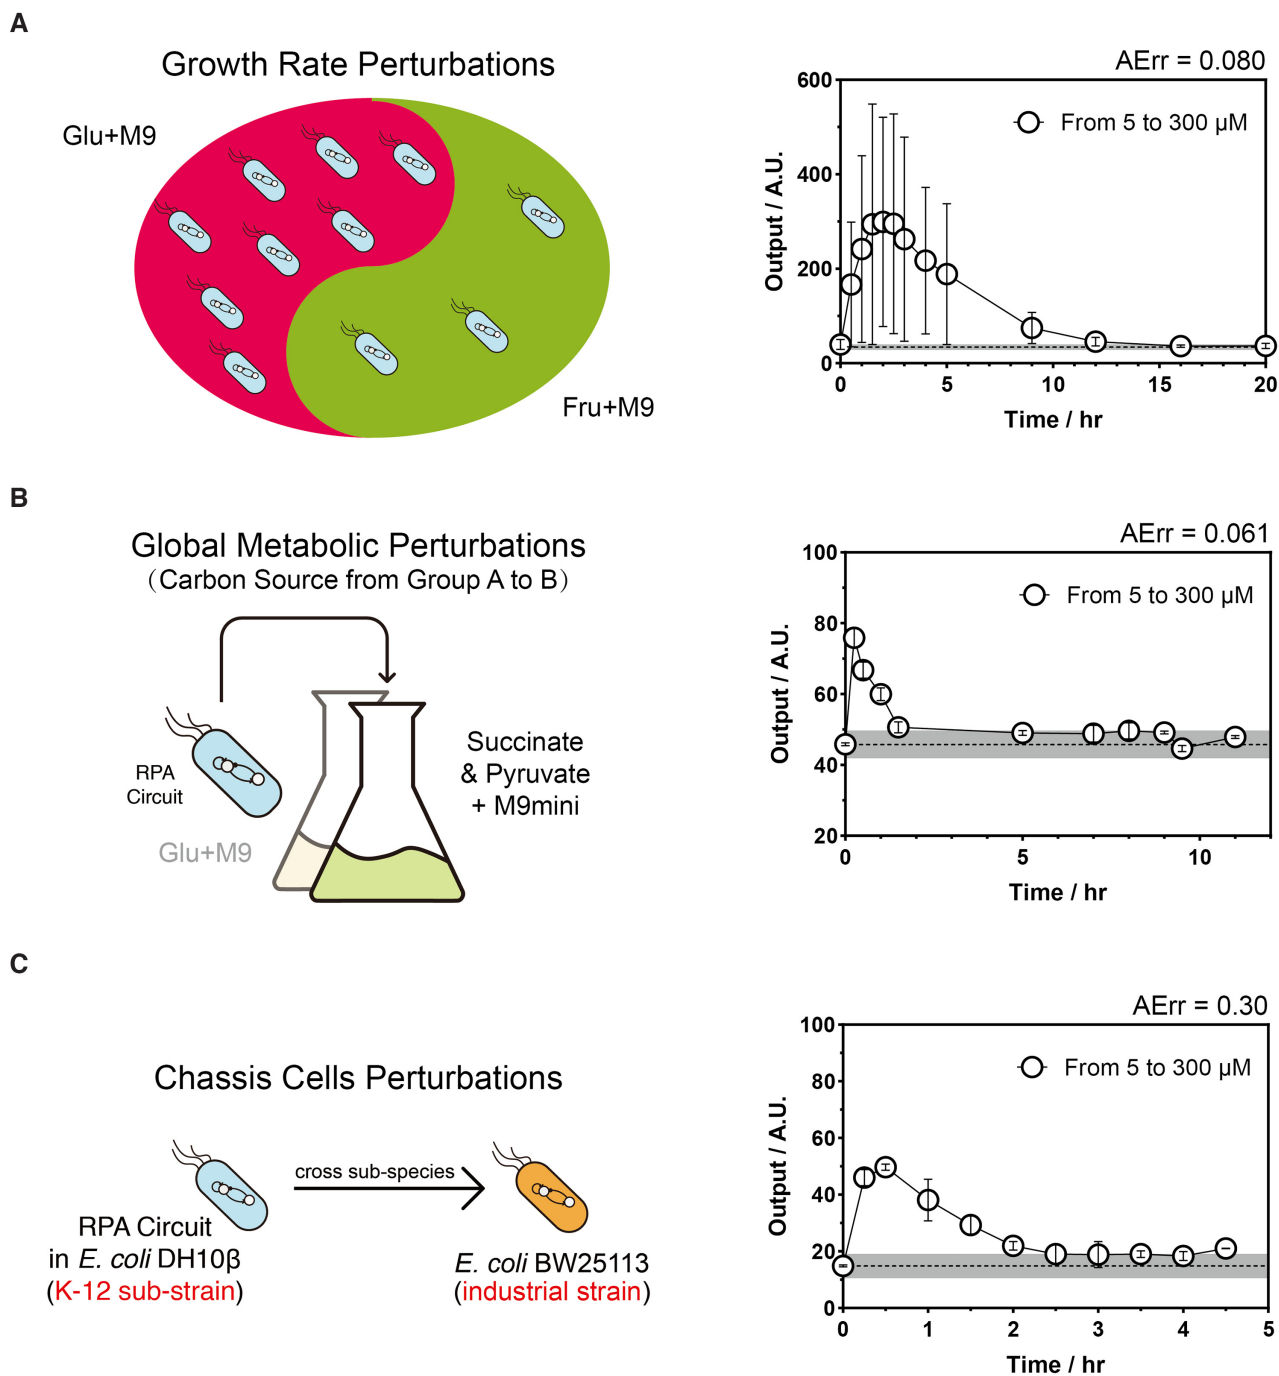 A
Growth Rate Perturbations
Glu+M9
Fru+M9
AErr = 0.080
From 5 to 300 μM
Output / A.U.
600
400
200
0
0 5 10 15 20
Time / hr
B
Global Metabolic Perturbations
(Carbon Source from Group A to B)
RPA
Circuit
Glu+M9
Succinate
& Pyruvate
+ M9mini
AErr = 0.061
From 5 to 300 μM
Output / A.U.
100
80
60
40
20
0 5 10
Time / hr
C
Chassis Cells Perturbations
cross sub-species
RPA Circuit
in E. coli DH10β
(K-12 sub-strain)
E. coli BW25113
(industrial strain)
AErr = 0.30
From 5 to 300 μM
Output / A.U.
100
80
60
40
20
0
0 1 2 3 4 5
Time / hr